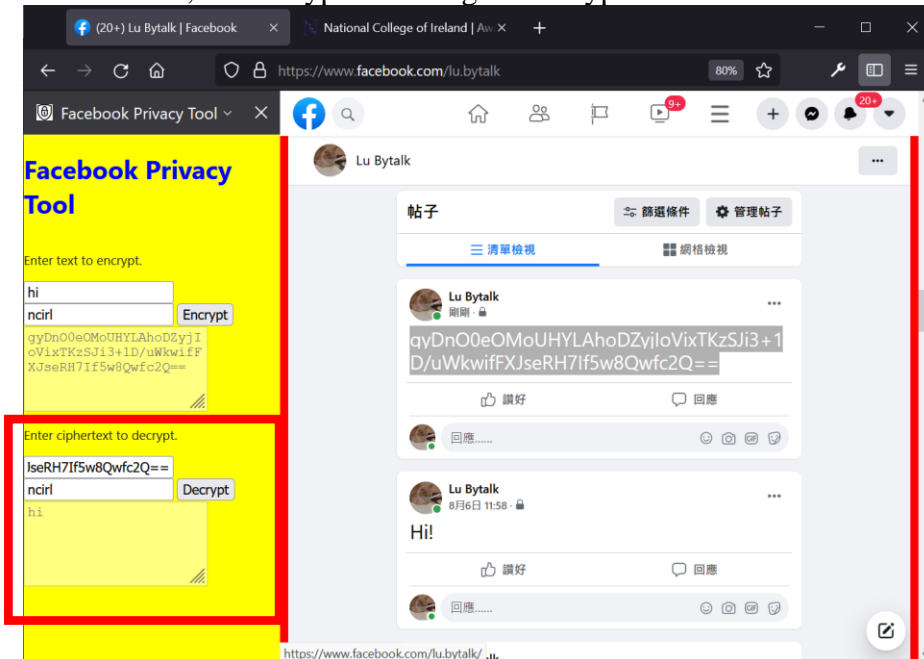 (20+) Lu Bytalk | Facebook
National College of Ireland | Aw
https://www.facebook.com/lu.bytalk
80%
Facebook Privacy Tool
9+
20+
Facebook Privacy
Tool
Lu Bytalk
帖子
篩選條件
管理帖子
清單檢視
網格檢視
Enter text to encrypt.
hi
ncirl
Encrypt
gyDnO0eOMoUHYLAhoDZyjI
oVixTKzSJi3+1D/uWkwifF
XJseRH7If5w8Qwfc2Q==
Enter ciphertext to decrypt.
JseRH7If5w8Qwfc2Q==
ncirl
Decrypt
hi
Lu Bytalk
剛剛 ·
gyDnO0eOMoUHYLAhoDZyjIoVixTKzSJi3+1
D/uWkwifFXJseRH7If5w8Qwfc2Q==
讚好
回應
回應......
GIF
Lu Bytalk
8月6日 11:58 ·
Hi!
讚好
回應
回應......
GIF
https://www.facebook.com/lu.bytalk/